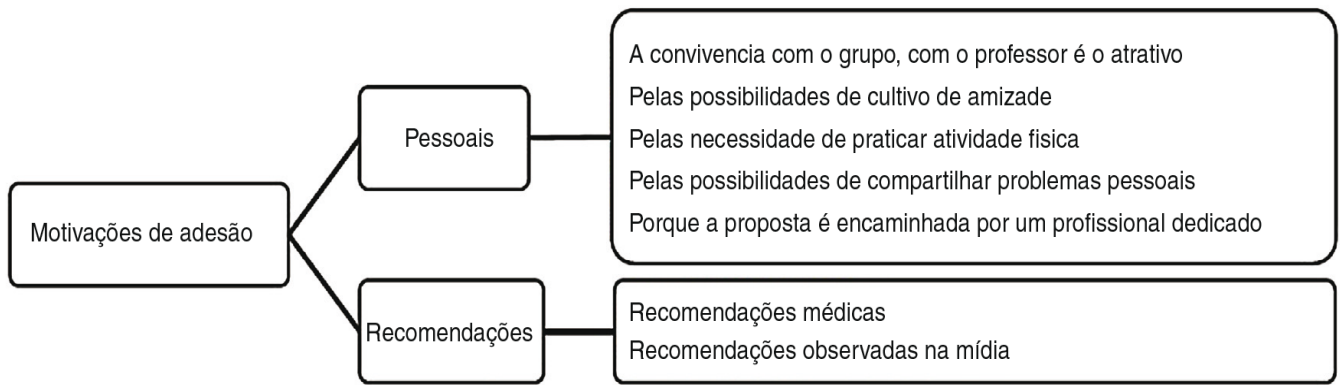 Motivações de adesão
Pessoais
A convivencia com o grupo, com o professor é o atrativo
Pelas possibilidades de cultivo de amizade
Pelas necessidade de praticar atividade fisica
Pelas possibilidades de compartilhar problemas pessoais
Porque a proposta é encaminhada por um profissional dedicado
Recomendações
Recomendações médicas
Recomendações observadas na mídia